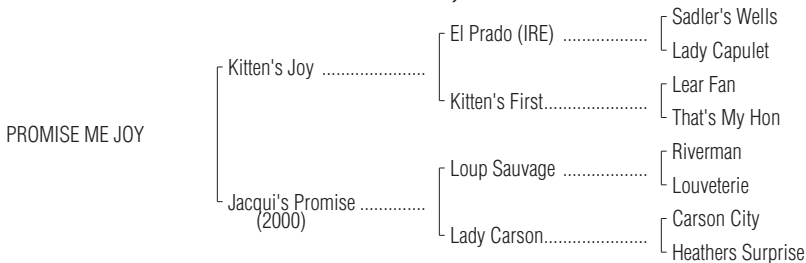 Sadler's Wells
El Prado (IRE) ..................
Lady Capulet
Kitten's Joy ......................
Lear Fan
Kitten's First......................
That's My Hon
PROMISE ME JOY
Riverman
Loup Sauvage ..................
Louveterie
Jacqui's Promise ..............
(2000)
Carson City
Lady Carson......................
Heathers Surprise